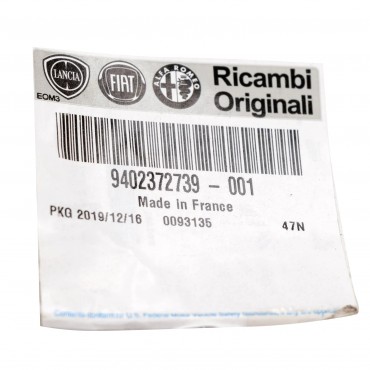 LANCIA FIAT ALFA ROMEO
Ricambi
Originali
EOM3
9402372739 - 001
Made in France
PKG 2019/12/16 0093135 47N